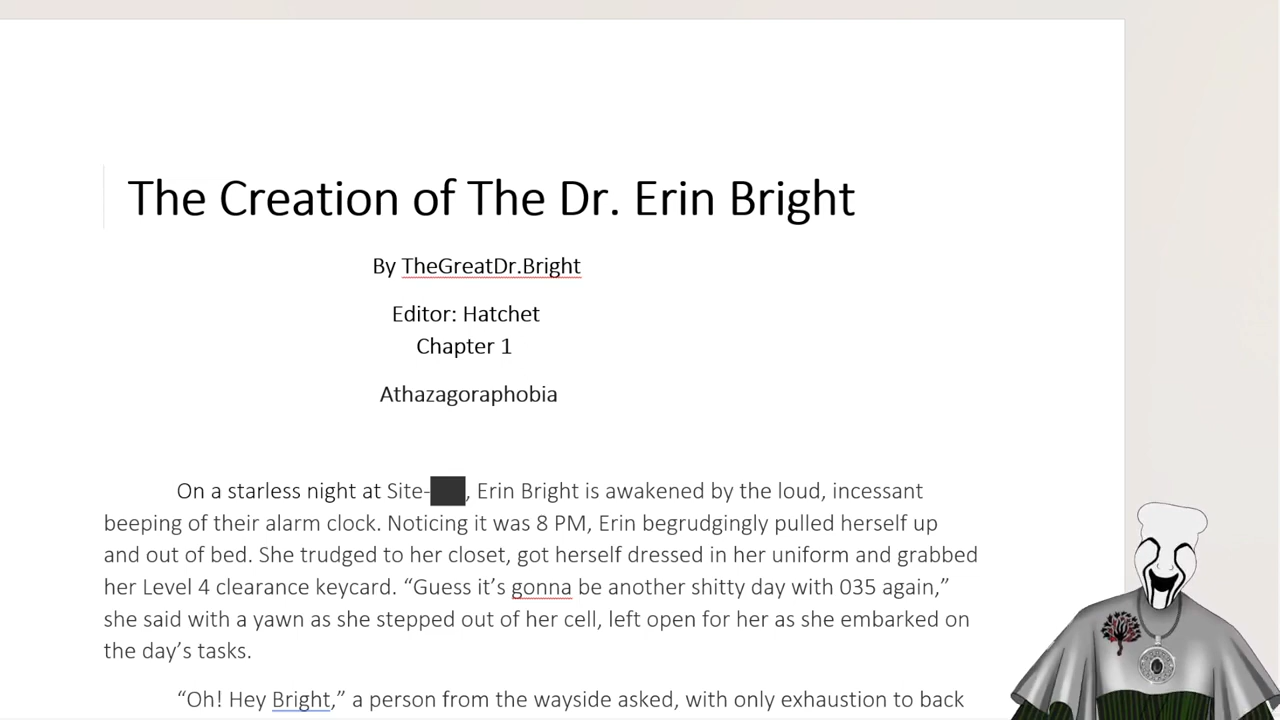 The Creation of The Dr. Erin Bright
By TheGreatDr.Bright
Editor: Hatchet
Chapter 1
Athazagoraphobia
On a starless night at Site-, Erin Bright is awakened by the loud, incessant
beeping of their alarm clock. Noticing it was 8 PM, Erin begrudgingly pulled herself up
and out of bed. She trudged to her closet, got herself dressed in her uniform and grabbed
her Level 4 clearance keycard. “Guess it’s gonna be another shitty day with 035 again,”
she said with a yawn as she stepped out of her cell, left open for her as she embarked on
the day’s tasks.
“Oh! Hey Bright,” a person from the wayside asked, with only exhaustion to back